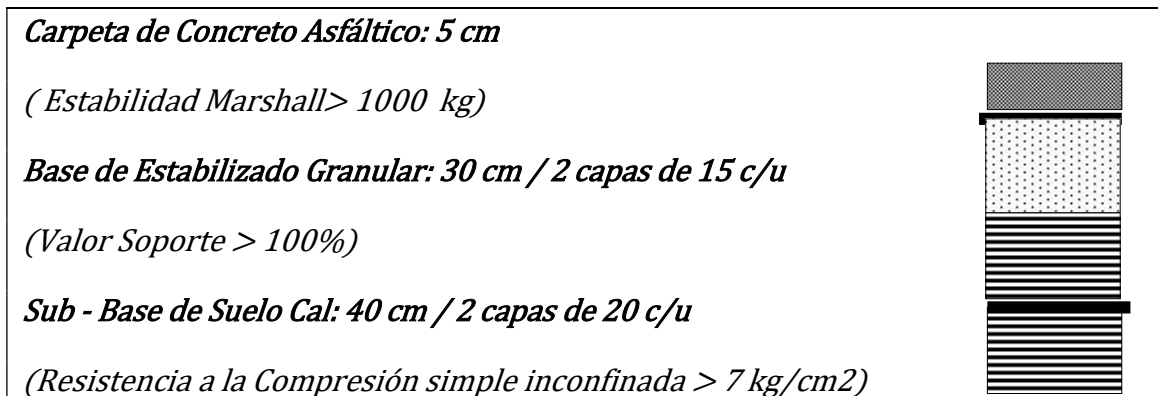 Carpeta de Concreto Asfáltico: 5 cm
( Estabilidad Marshall> 1000  kg)
Base de Estabilizado Granular: 30 cm / 2 capas de 15 c/u
(Valor Soporte > 100%)
Sub - Base de Suelo Cal: 40 cm / 2 capas de 20 c/u
(Resistencia a la Compresión simple inconfinada > 7 kg/cm2)